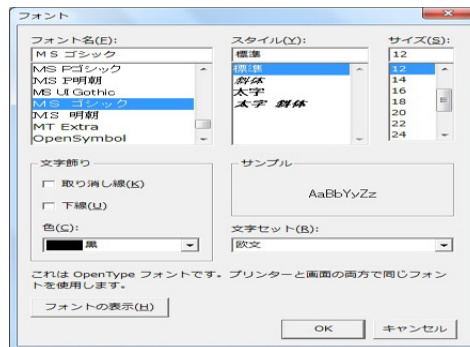 フォント
フォント名(F):
ＭＳ ゴシック
MS Pゴシック
MS P明朝
MS UI Gothic
ＭＳ ゴシック
ＭＳ 明朝
MT Extra
OpenSymbol
スタイル(Y):
標準
標準
斜体
太字
太字 斜体
サイズ(S):
12
12
14
16
18
20
22
24
文字飾り
取り消し線(K)
下線(U)
色(C):
黒
サンプル
AaBbYyZz
文字セット(R):
欧文
これは OpenType フォントです。プリンターと画面の両方で同じフォン
トを使用します。
フォントの表示(H)
OK
キャンセル